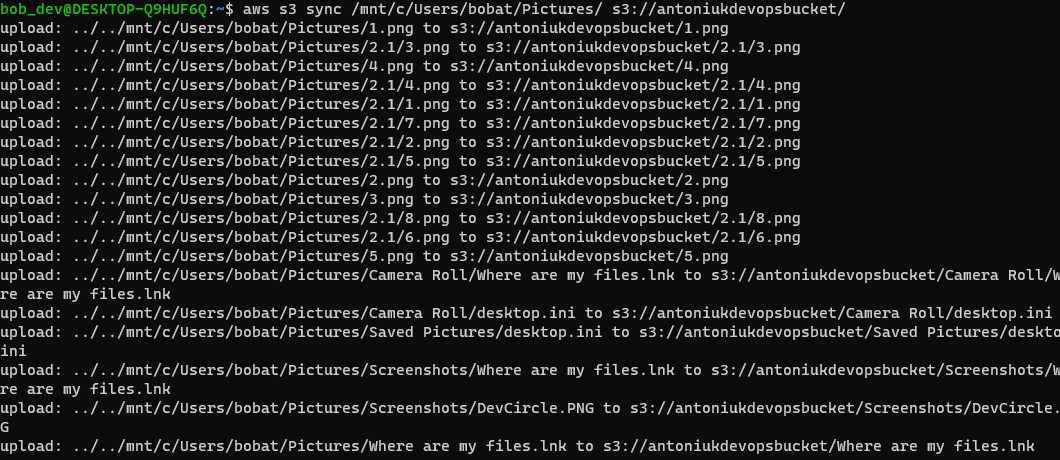 bob_dev@DESKTOP-Q9HUF6Q:~$ aws s3 sync /mnt/c/Users/bobat/Pictures/ s3://antoniukdevopsbucket/
upload: ../../mnt/c/Users/bobat/Pictures/1.png to s3://antoniukdevopsbucket/1.png
upload: ../../mnt/c/Users/bobat/Pictures/2.1/3.png to s3://antoniukdevopsbucket/2.1/3.png
upload: ../../mnt/c/Users/bobat/Pictures/4.png to s3://antoniukdevopsbucket/4.png
upload: ../../mnt/c/Users/bobat/Pictures/2.1/4.png to s3://antoniukdevopsbucket/2.1/4.png
upload: ../../mnt/c/Users/bobat/Pictures/2.1/1.png to s3://antoniukdevopsbucket/2.1/1.png
upload: ../../mnt/c/Users/bobat/Pictures/2.1/7.png to s3://antoniukdevopsbucket/2.1/7.png
upload: ../../mnt/c/Users/bobat/Pictures/2.1/2.png to s3://antoniukdevopsbucket/2.1/2.png
upload: ../../mnt/c/Users/bobat/Pictures/2.1/5.png to s3://antoniukdevopsbucket/2.1/5.png
upload: ../../mnt/c/Users/bobat/Pictures/2.png to s3://antoniukdevopsbucket/2.png
upload: ../../mnt/c/Users/bobat/Pictures/3.png to s3://antoniukdevopsbucket/3.png
upload: ../../mnt/c/Users/bobat/Pictures/2.1/8.png to s3://antoniukdevopsbucket/2.1/8.png
upload: ../../mnt/c/Users/bobat/Pictures/2.1/6.png to s3://antoniukdevopsbucket/2.1/6.png
upload: ../../mnt/c/Users/bobat/Pictures/5.png to s3://antoniukdevopsbucket/5.png
upload: ../../mnt/c/Users/bobat/Pictures/Camera Roll/Where are my files.lnk to s3://antoniukdevopsbucket/Camera Roll/W
re are my files.lnk
upload: ../../mnt/c/Users/bobat/Pictures/Camera Roll/desktop.ini to s3://antoniukdevopsbucket/Camera Roll/desktop.ini
upload: ../../mnt/c/Users/bobat/Pictures/Saved Pictures/desktop.ini to s3://antoniukdevopsbucket/Saved Pictures/deskto
ini
upload: ../../mnt/c/Users/bobat/Pictures/Screenshots/Where are my files.lnk to s3://antoniukdevopsbucket/Screenshots/W
re are my files.lnk
upload: ../../mnt/c/Users/bobat/Pictures/Screenshots/DevCircle.PNG to s3://antoniukdevopsbucket/Screenshots/DevCircle.
G
upload: ../../mnt/c/Users/bobat/Pictures/Where are my files.lnk to s3://antoniukdevopsbucket/Where are my files.lnk